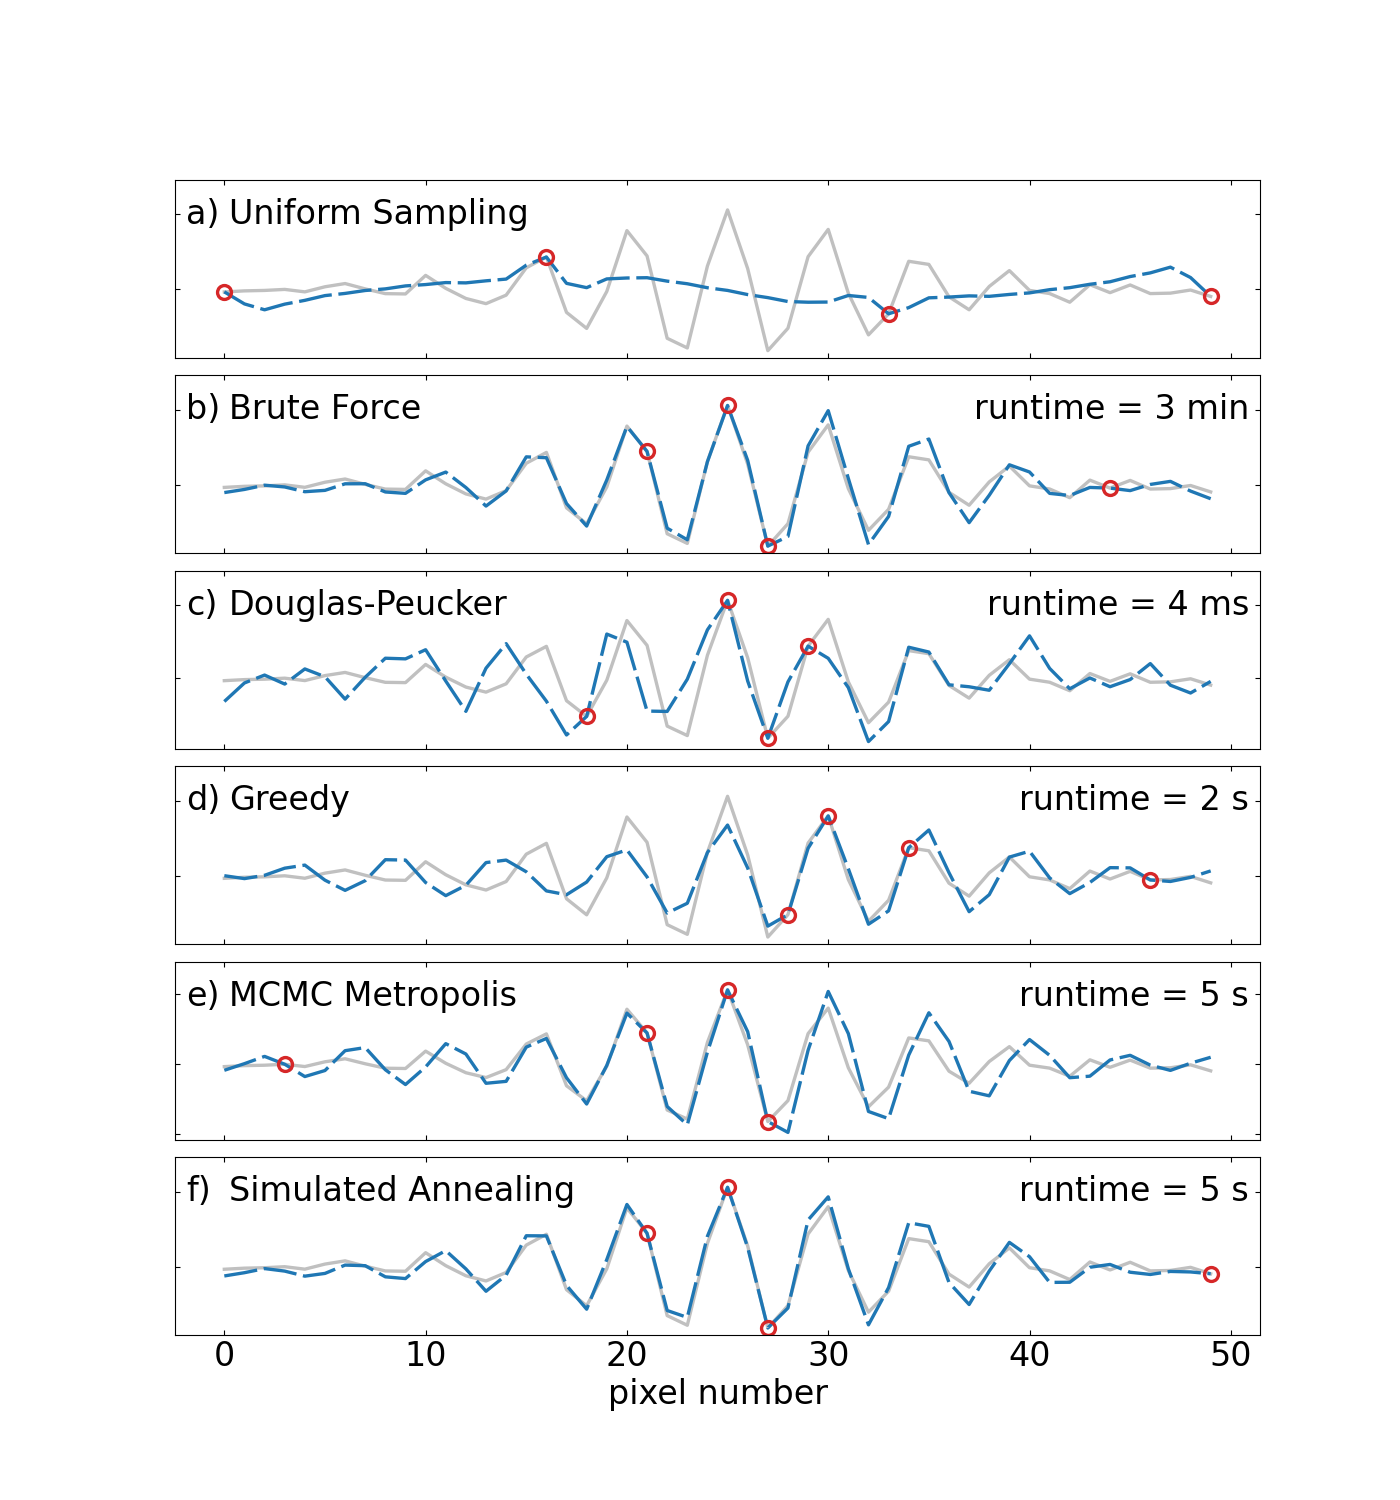 a) Uniform Sampling
b) Brute Force runtime = 3 min
c) Douglas-Peucker runtime = 4 ms
d) Greedy runtime = 2 s
e) MCMC Metropolis runtime = 5 s
f) Simulated Annealing runtime = 5 s
0 10 20 30 40 50
pixel number